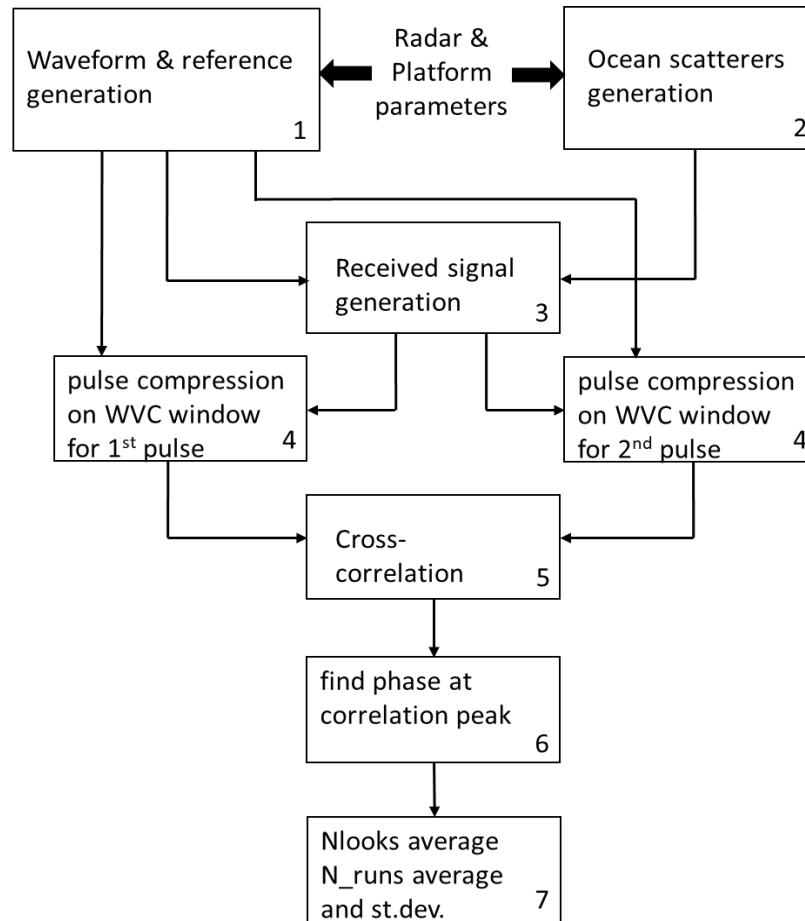 Waveform & reference
generation
1
Radar &
Platform
parameters
Ocean scatterers
generation
2
Received signal
generation
3
pulse compression
on WVC window
for 1st pulse
4
pulse compression
on WVC window
for 2nd pulse
4
Cross-
correlation
5
find phase at
correlation peak
6
Nlooks average
N_runs average
and st.dev.
7